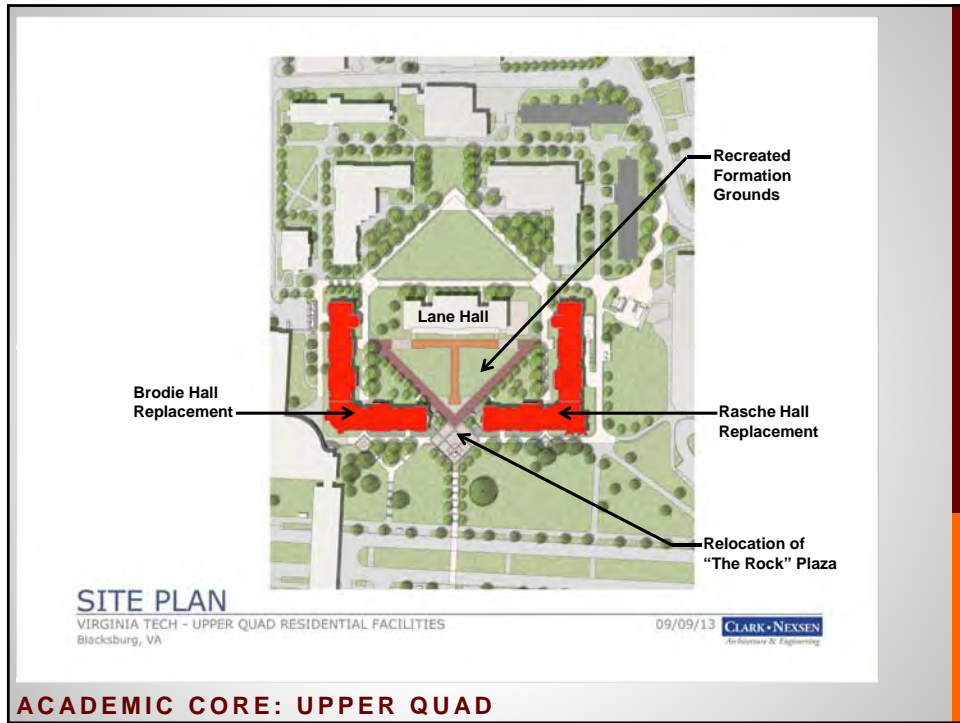 Recreated
Formation
Grounds
Lane Hall
Brodie Hall
Replacement
Rasche Hall
Replacement
Relocation of
“The Rock” Plaza
SITE PLAN
VIRGINIA TECH - UPPER QUAD RESIDENTIAL FACILITIES
Blacksburg, VA
09/09/13
CLARK•NEXSEN
Architecture & Engineering
ACADEMIC CORE: UPPER QUAD